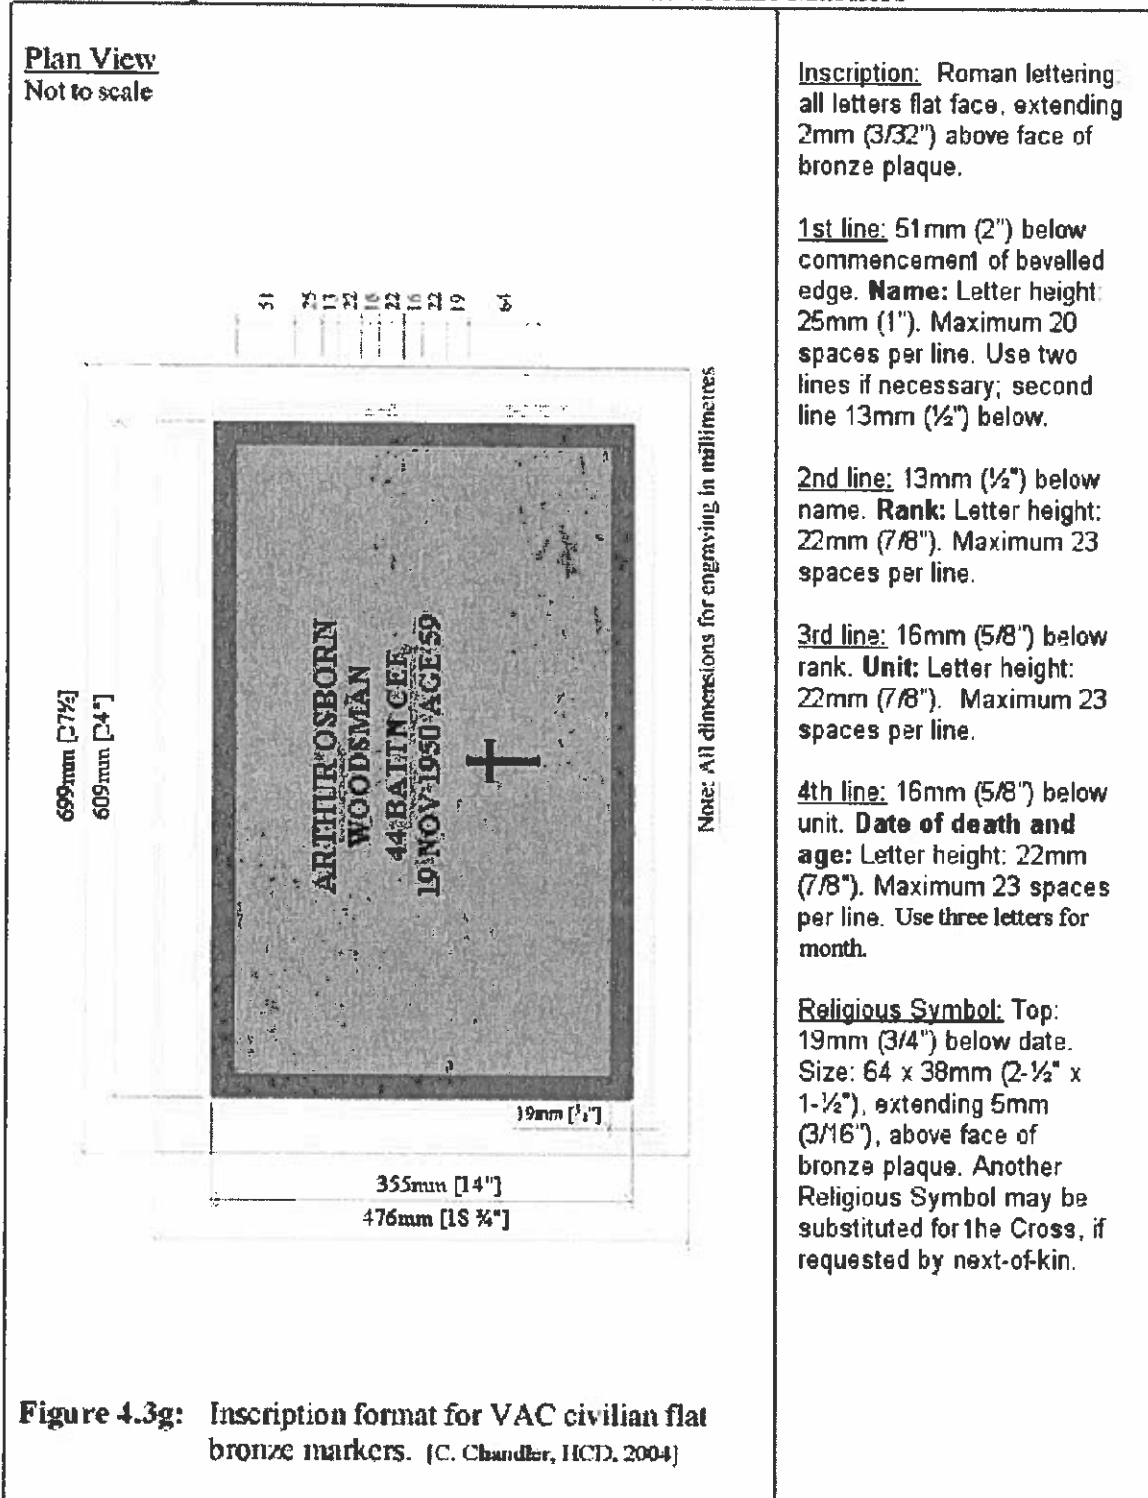 Plan View
Not to scale
51 25 13 22 16 22 16 22 19 64
699mm [27½]
609mm [24"]
ARTHUR OSBORN
WOODSMAN
44 BATTN CEF
19 NOV 1950 AGE 59
Note: All dimensions for engraving in millimetres
19mm
355mm [14"]
476mm [18 ¾"]
Figure 4.3g: Inscription format for VAC civilian flat
bronze markers. [C. Chandler, HCD, 2004]
Inscription: Roman lettering
all letters flat face, extending
2mm (3/32") above face of
bronze plaque.
1st line: 51mm (2") below
commencement of bevelled
edge. Name: Letter height
25mm (1"). Maximum 20
spaces per line. Use two
lines if necessary; second
line 13mm (½") below.
2nd line: 13mm (½") below
name. Rank: Letter height:
22mm (7/8"). Maximum 23
spaces per line.
3rd line: 16mm (5/8") below
rank. Unit: Letter height:
22mm (7/8"). Maximum 23
spaces per line.
4th line: 16mm (5/8") below
unit. Date of death and
age: Letter height: 22mm
(7/8"). Maximum 23 spaces
per line. Use three letters for
month.
Religious Symbol: Top:
19mm (3/4") below date.
Size: 64 x 38mm (2-½" x
1-½"), extending 5mm
(3/16"), above face of
bronze plaque. Another
Religious Symbol may be
substituted for the Cross, if
requested by next-of-kin.